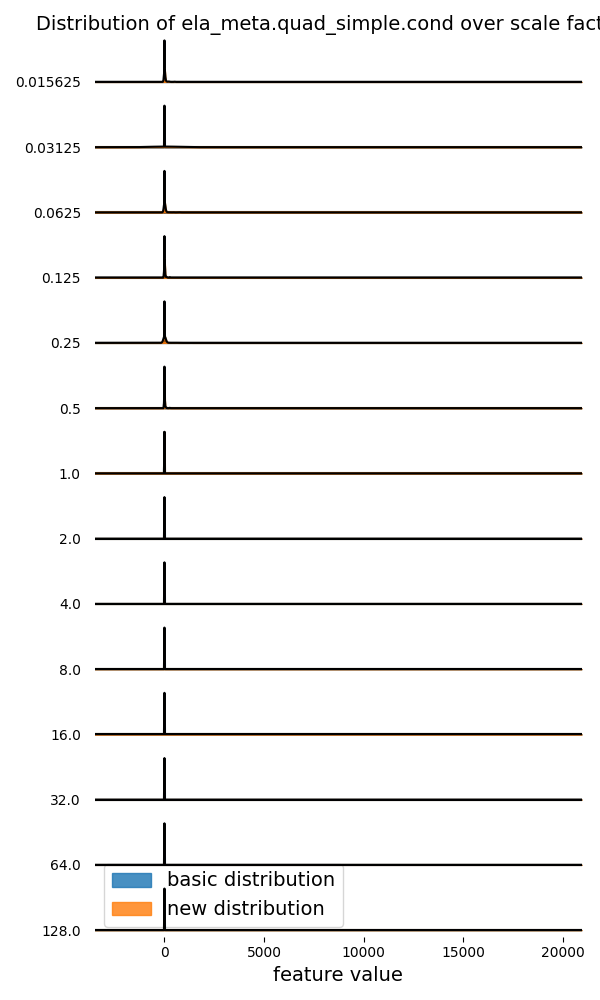 Distribution of ela_meta.quad_simple.cond over scale fact
0.015625
0.03125
0.0625
0.125
0.25
0.5
1.0
2.0
4.0
8.0
16.0
32.0
64.0
basic distribution
new distribution
128.0
0 5000 10000 15000 20000
feature value